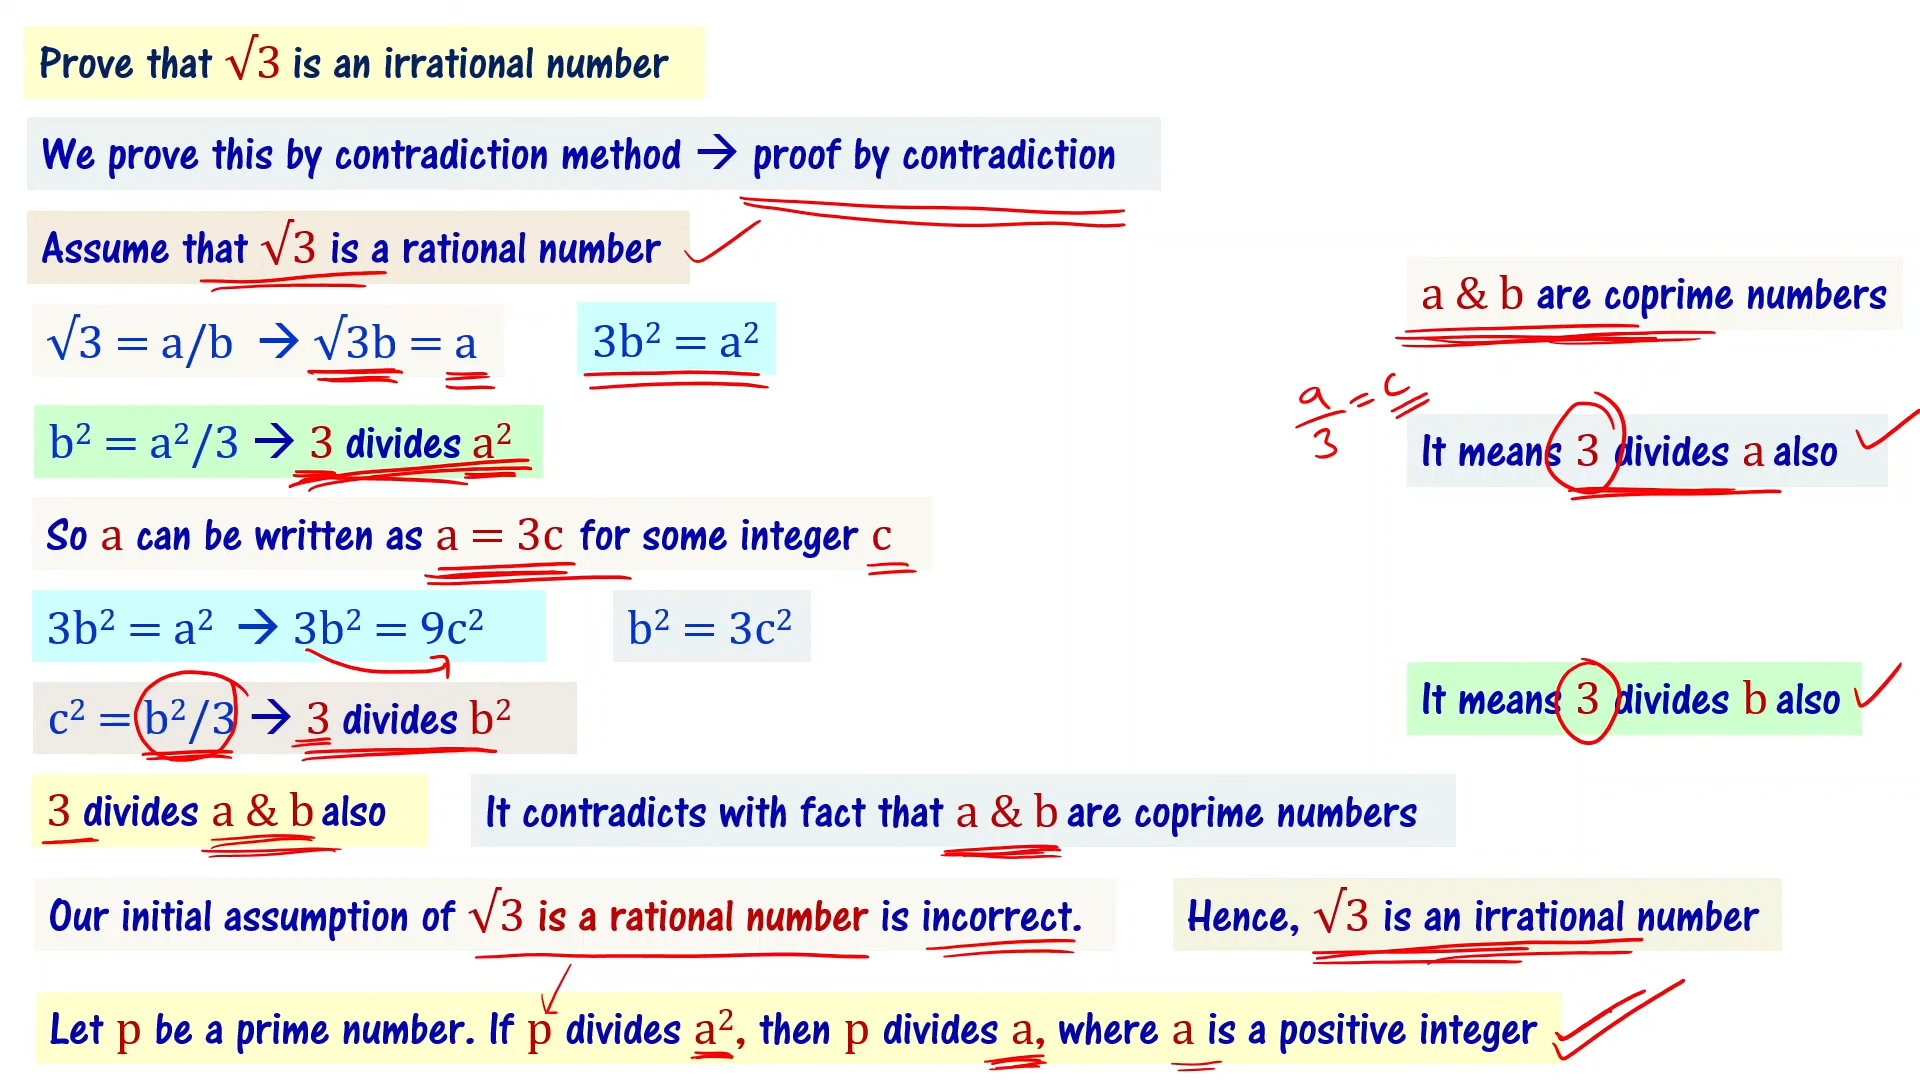 Prove that √3 is an irrational number
We prove this by contradiction method → proof by contradiction
Assume that √3 is a rational number
a & b are coprime numbers
√3 = a/b → √3b = a
3b² = a²
a/3 = c
b² = a²/3 → 3 divides a²
It means 3 divides a also
So a can be written as a = 3c for some integer c
3b² = a² → 3b² = 9c²
b² = 3c²
c² = b²/3 → 3 divides b²
It means 3 divides b also
3 divides a & b also
It contradicts with fact that a & b are coprime numbers
Our initial assumption of √3 is a rational number is incorrect.
Hence, √3 is an irrational number
Let p be a prime number. If p divides a², then p divides a, where a is a positive integer